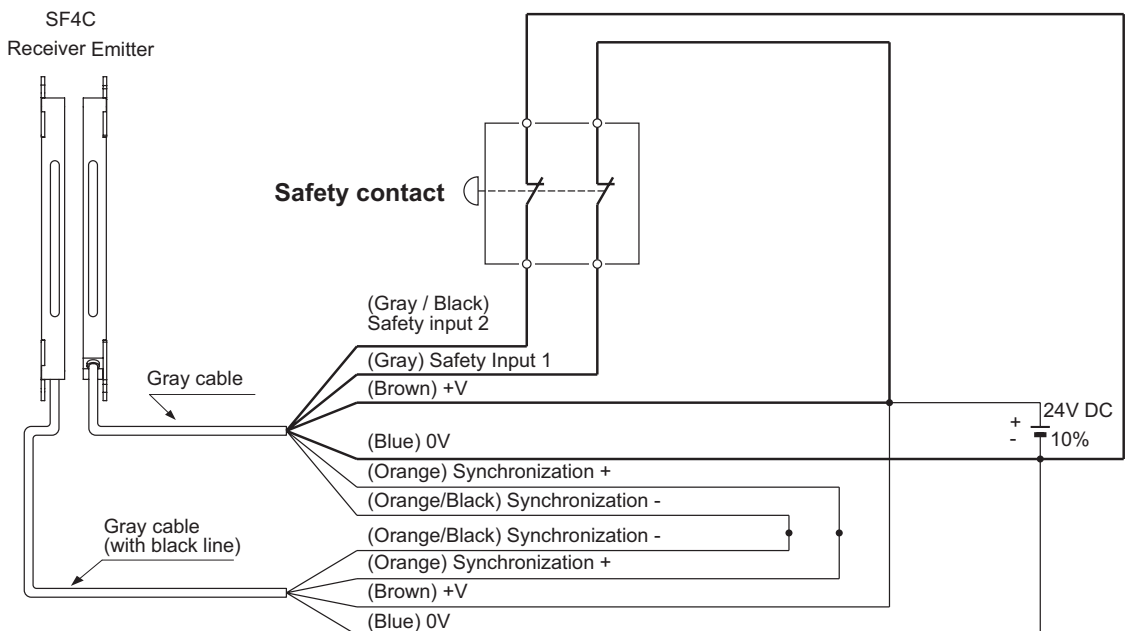 SF4C
Receiver Emitter
Safety contact
(Gray / Black)
Safety input 2
(Gray) Safety Input 1
(Brown) +V
Gray cable
24V DC
+
-
10%
(Blue) 0V
(Orange) Synchronization +
(Orange/Black) Synchronization -
Gray cable
(with black line)
(Orange/Black) Synchronization -
(Orange) Synchronization +
(Brown) +V
(Blue) 0V